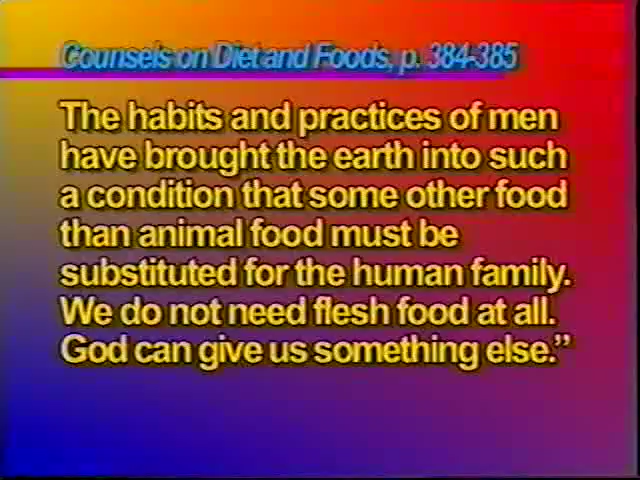 Counsels on Diet and Foods, p. 384-385
The habits and practices of men
have brought the earth into such
a condition that some other food
than animal food must be
substituted for the human family.
We do not need flesh food at all.
God can give us something else.”